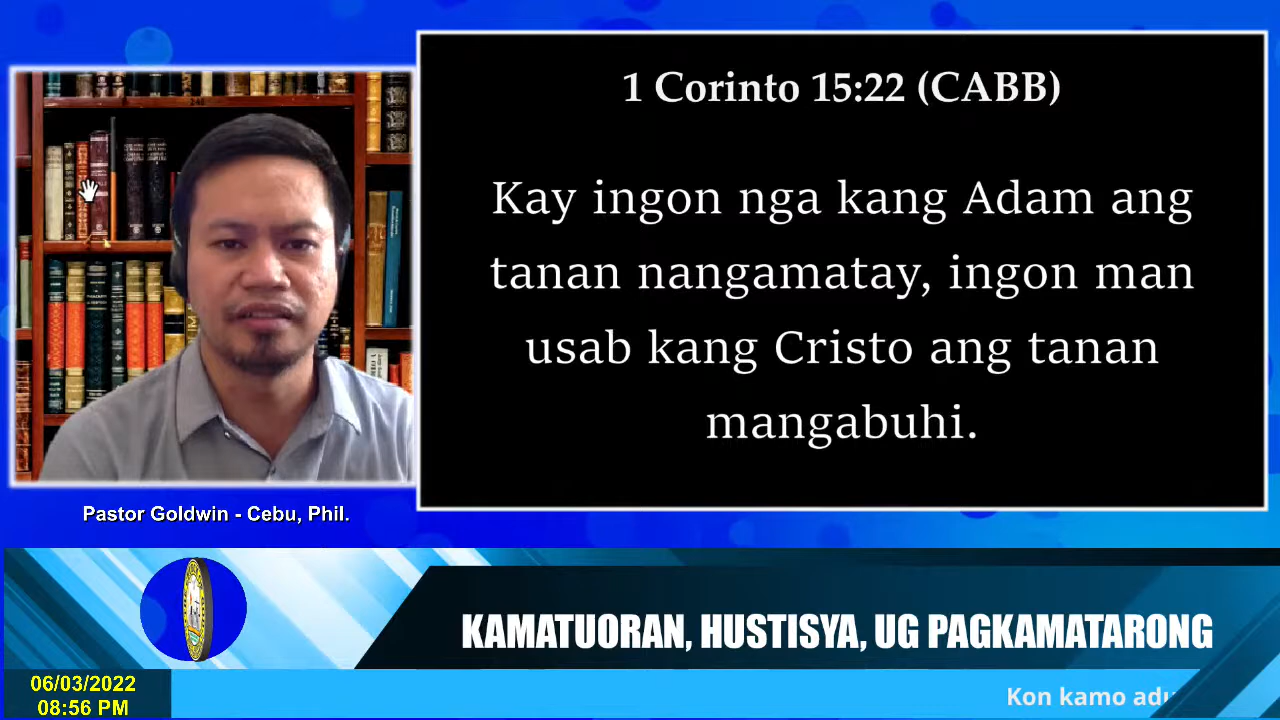 1 Corinto 15:22 (CABB)
Kay ingon nga kang Adam ang
tanan nangamatay, ingon man
usab kang Cristo ang tanan
mangabuhi.
Pastor Goldwin - Cebu, Phil.
KAMATUORAN, HUSTISYA, UG PAGKAMATARONG
06/03/2022
08:56 PM
Kon kamo adu